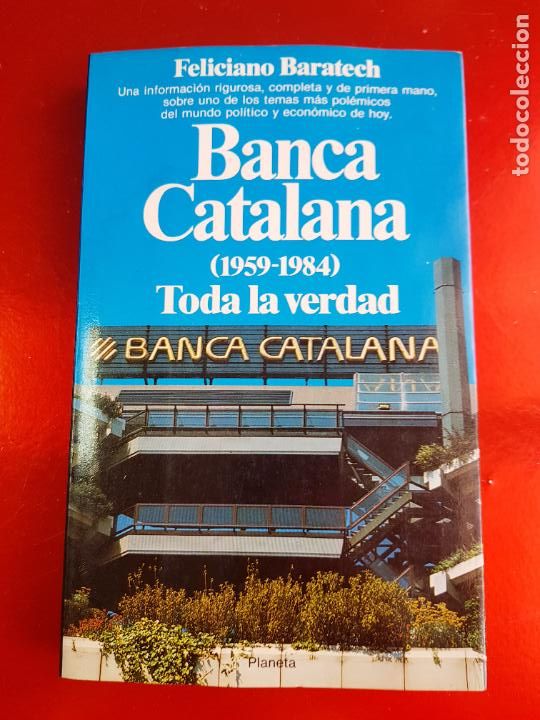 Feliciano Baratech
Una información rigurosa, completa y de primera mano,
sobre uno de los temas más polémicos
del mundo político y económico de hoy.
Banca
Catalana
(1959-1984)
Toda la verdad
BANCA CATALANA
Planeta
todocoleccion